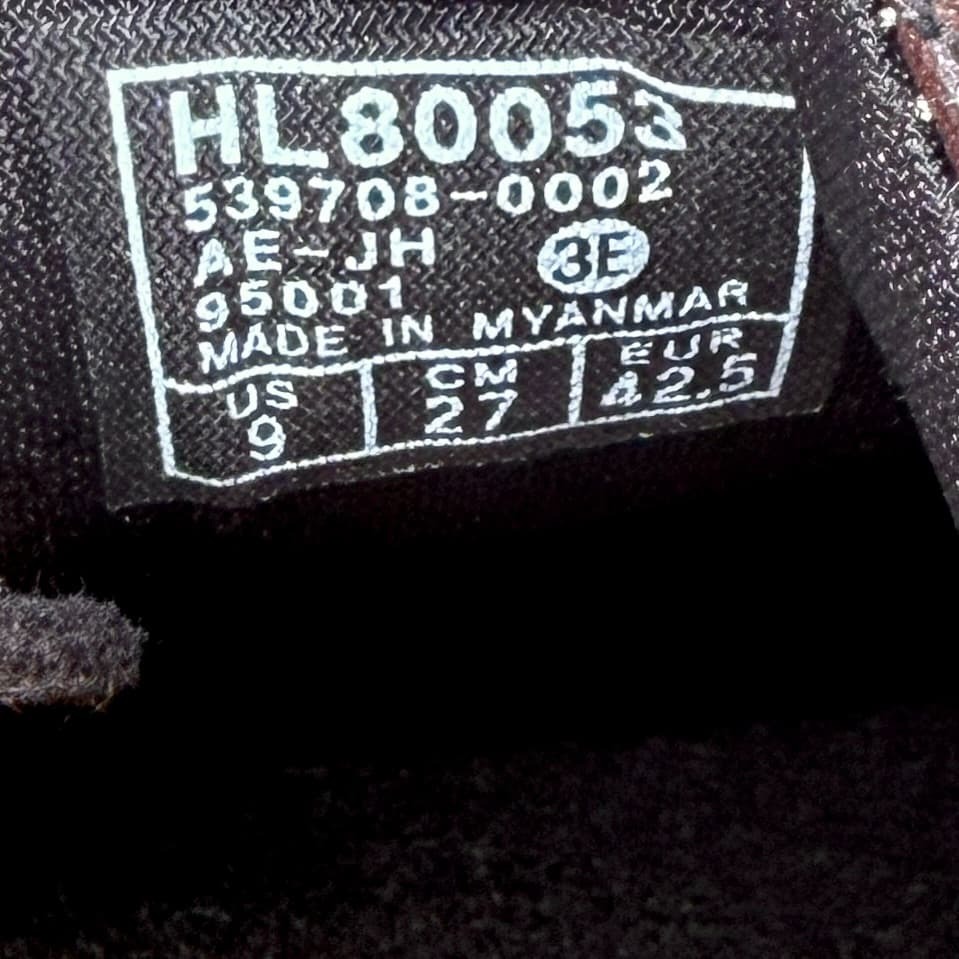 HL80053
539708-0002
AE-JH 3E
95001
MADE IN MYANMAR
US CM EUR
9 27 42.5